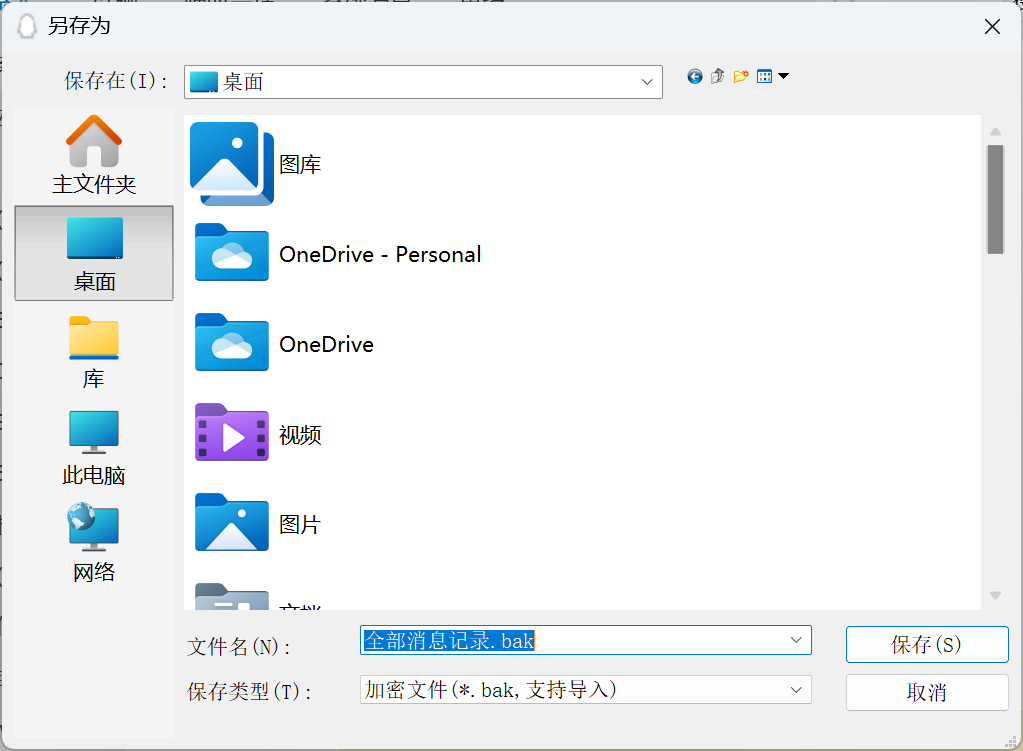 另存为
保存在(I):
桌面
主文件夹
桌面
库
此电脑
网络
图库
OneDrive - Personal
OneDrive
视频
图片
文档
文件名(N):
全部消息记录.bak
保存(S)
保存类型(T):
加密文件(*.bak,支持导入)
取消